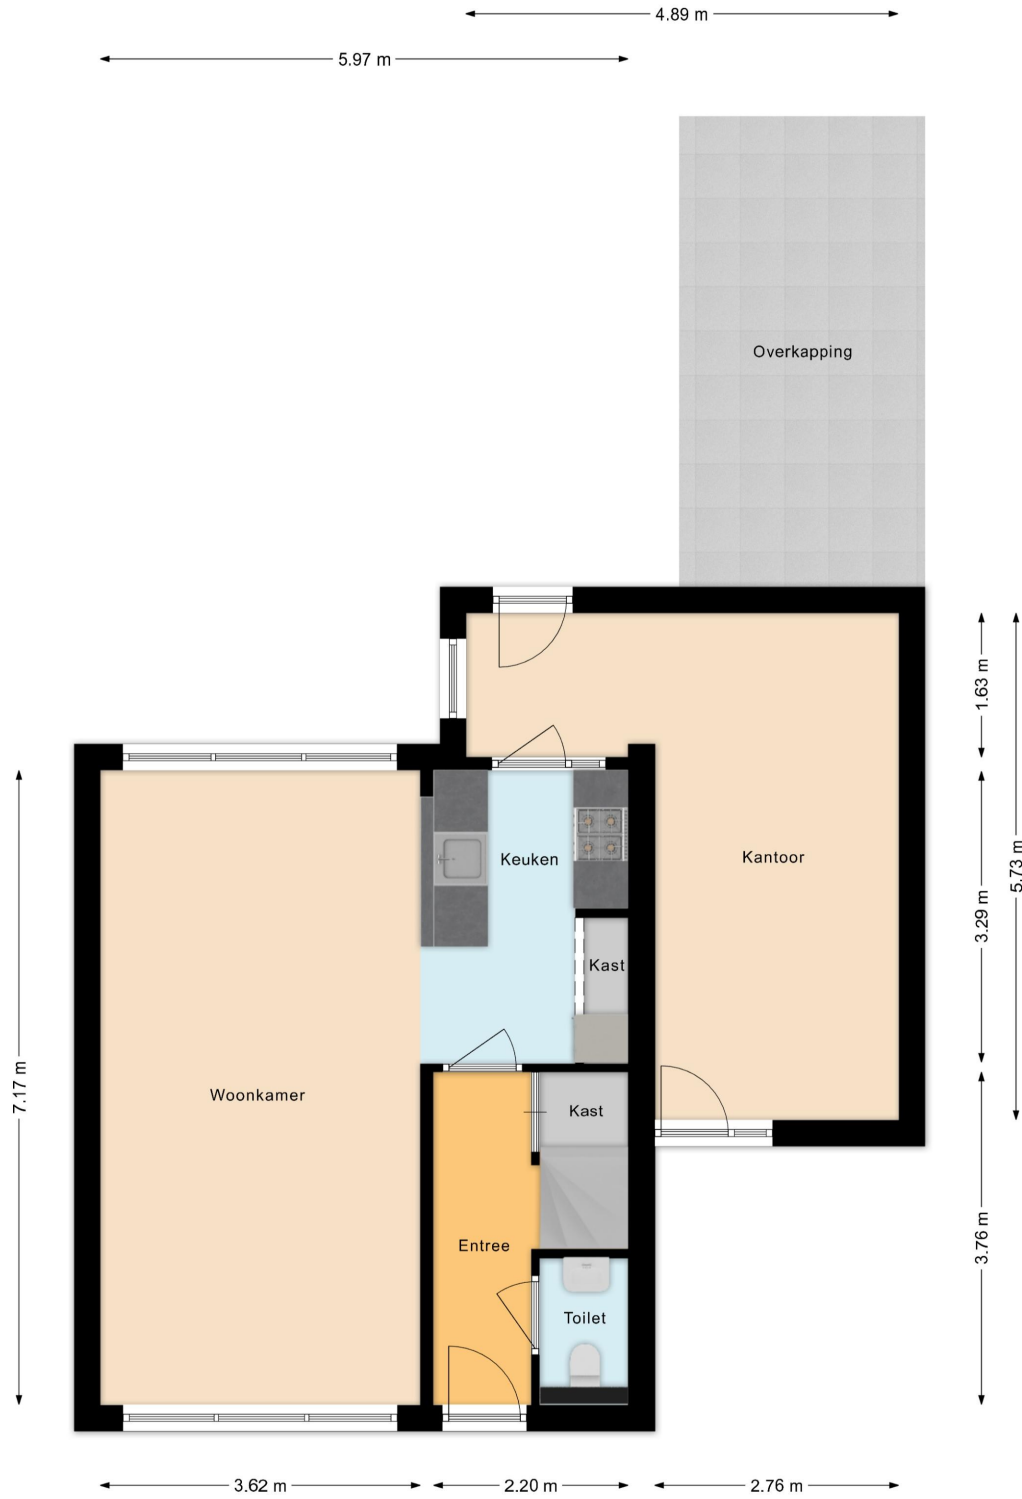 4.89 m
5.97 m
Overkapping
1.63 m
5.73 m
Keuken
Kantoor
3.29 m
Kast
7.17 m
Woonkamer
Kast
Entree
3.76 m
Toilet
3.62 m
2.20 m
2.76 m